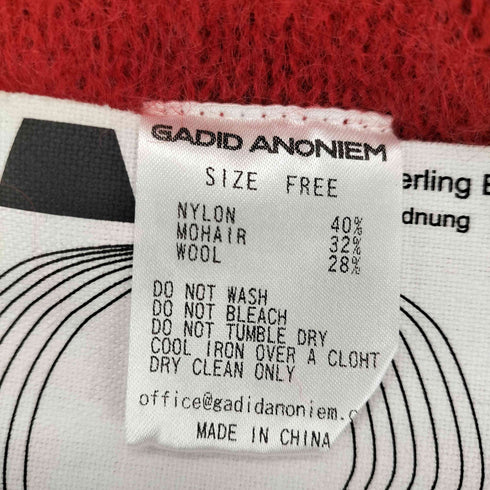 GADID ANONIEM
SIZE FREE
NYLON 40%
MOHAIR 32%
WOOL 28%
DO NOT WASH
DO NOT BLEACH
DO NOT TUMBLE DRY
COOL IRON OVER A CLOHT
DRY CLEAN ONLY
office@gadidanoniem.c
MADE IN CHINA
erling E
dnung